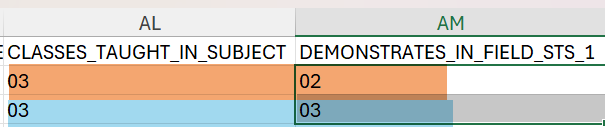 AL AM
CLASSES_TAUGHT_IN_SUBJECT DEMONSTRATES_IN_FIELD_STS_1
03 02
03 03